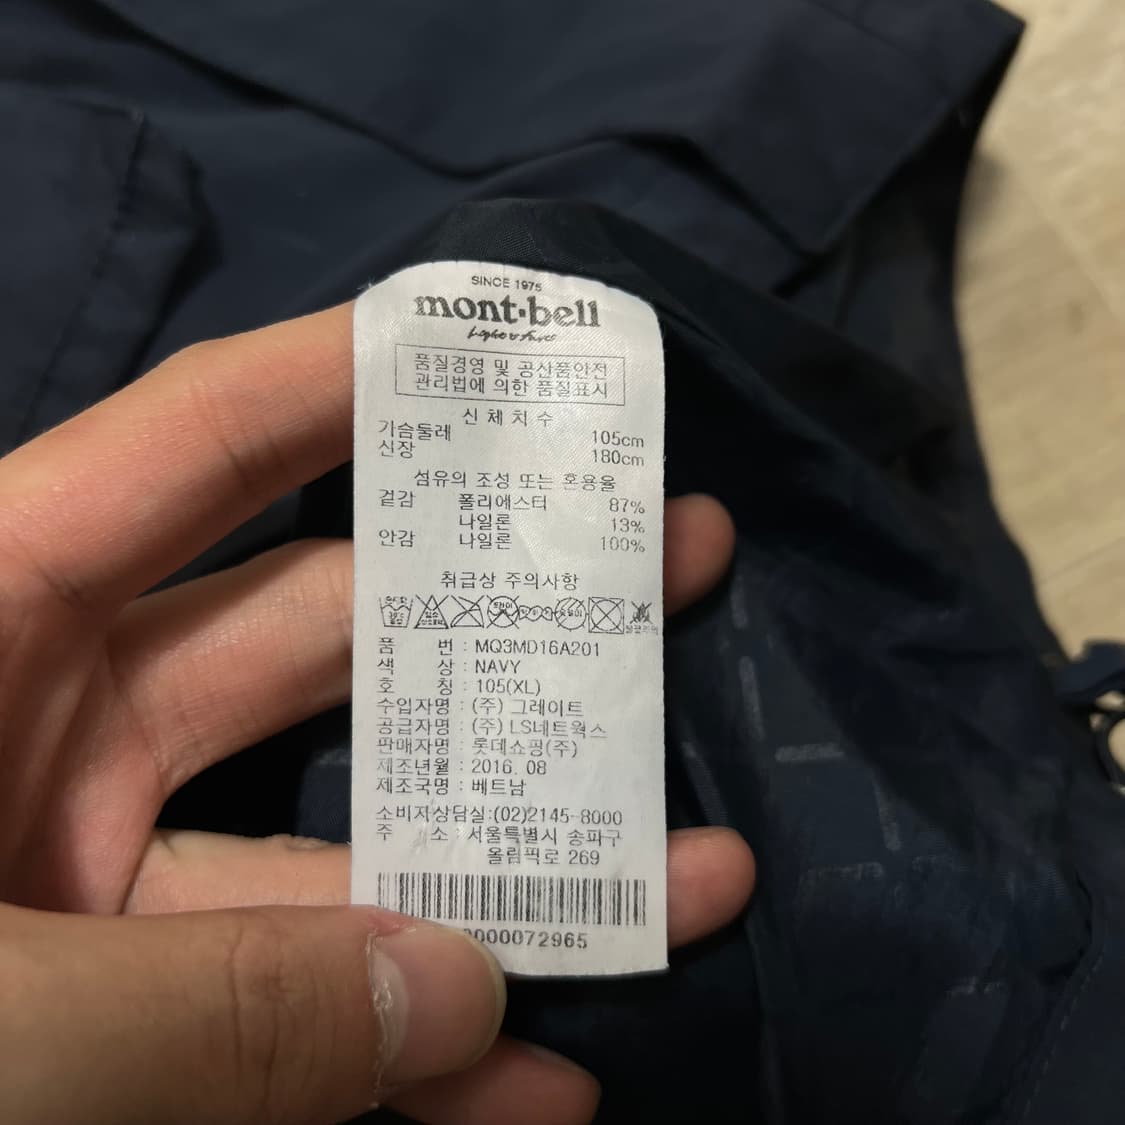 SINCE 1975
mont·bell
품질경영 및 공산품안전
관리법에 의한 품질표시
신체치수
가슴둘레 105cm
신장 180cm
섬유의 조성 또는 혼용율
겉감 폴리에스터 87%
나일론 13%
안감 나일론 100%
취급상 주의사항
품 번 : MQ3MD16A201
색 상 : NAVY
호 칭 : 105(XL)
수입자명 : (주) 그레이트
공급자명 : (주) LS네트웍스
판매자명 : 롯데쇼핑(주)
제조년월 : 2016. 08
제조국명 : 베트남
소비자상담실:(02)2145-8000
주 소 : 서울특별시 송파구
올림픽로 269
0000072965